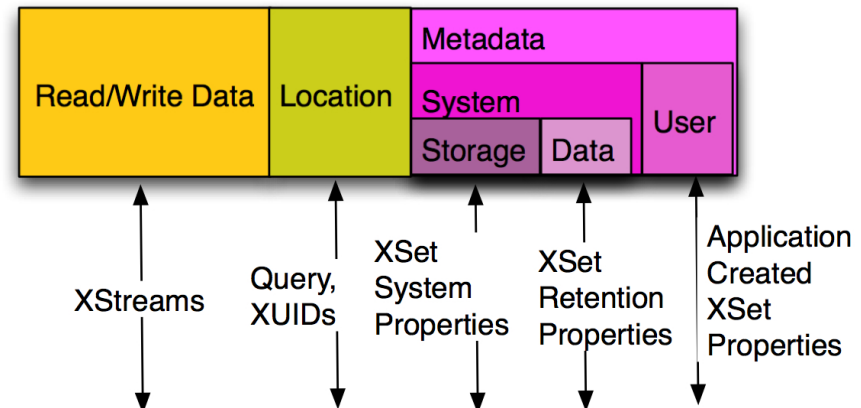 Read/Write Data
Location
Metadata
System
User
Storage
Data
XStreams
Query,
XUIDs
XSet
System
Properties
XSet
Retention
Properties
Application
Created
XSet
Properties